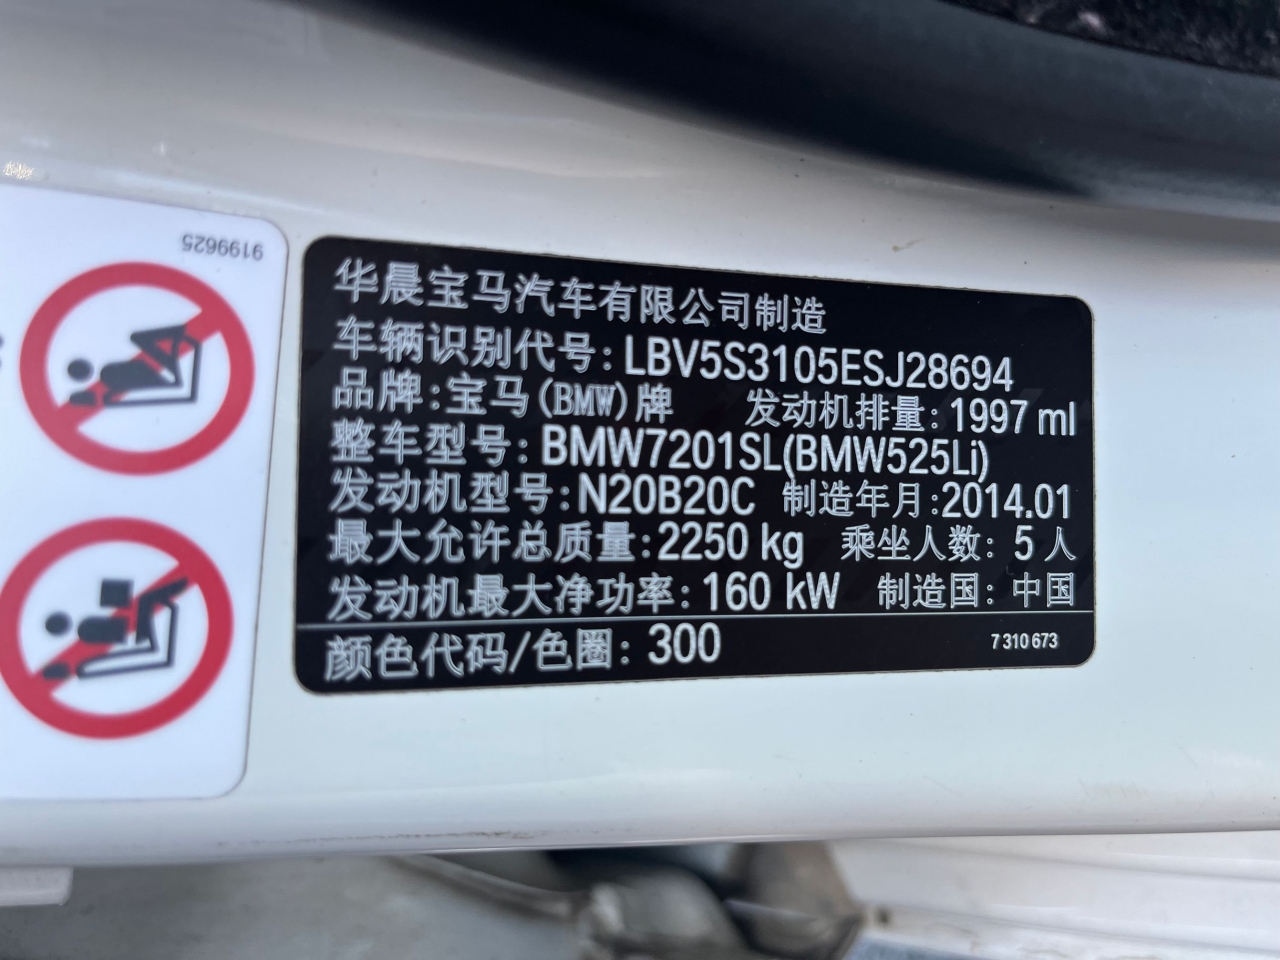 9199625
华晨宝马汽车有限公司制造
车辆识别代号: LBV5S3105ESJ28694
品牌:宝马(BMW)牌 发动机排量: 1997 ml
整车型号: BMW7201SL(BMW525Li)
发动机型号: N20B20C 制造年月:2014.01
最大允许总质量:2250 kg 乘坐人数: 5 人
发动机最大净功率: 160 kW 制造国: 中国
颜色代码/色圈: 300 7 310 673